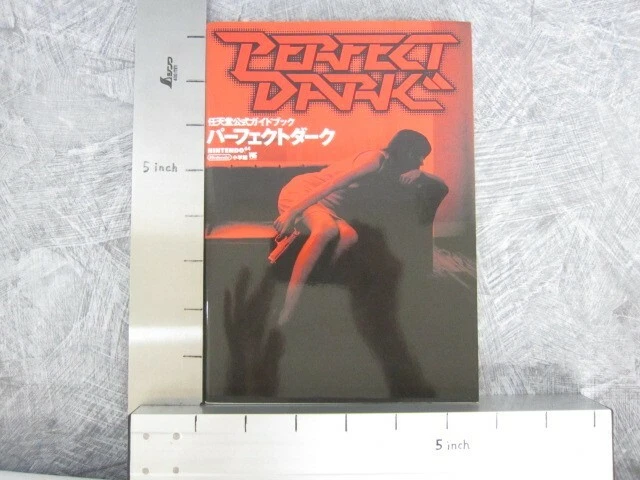 PERFECT
DARK
任天堂公式ガイドブック
パーフェクトダーク
NINTENDO64
Nintendo 小学館
5 inch
5 inch